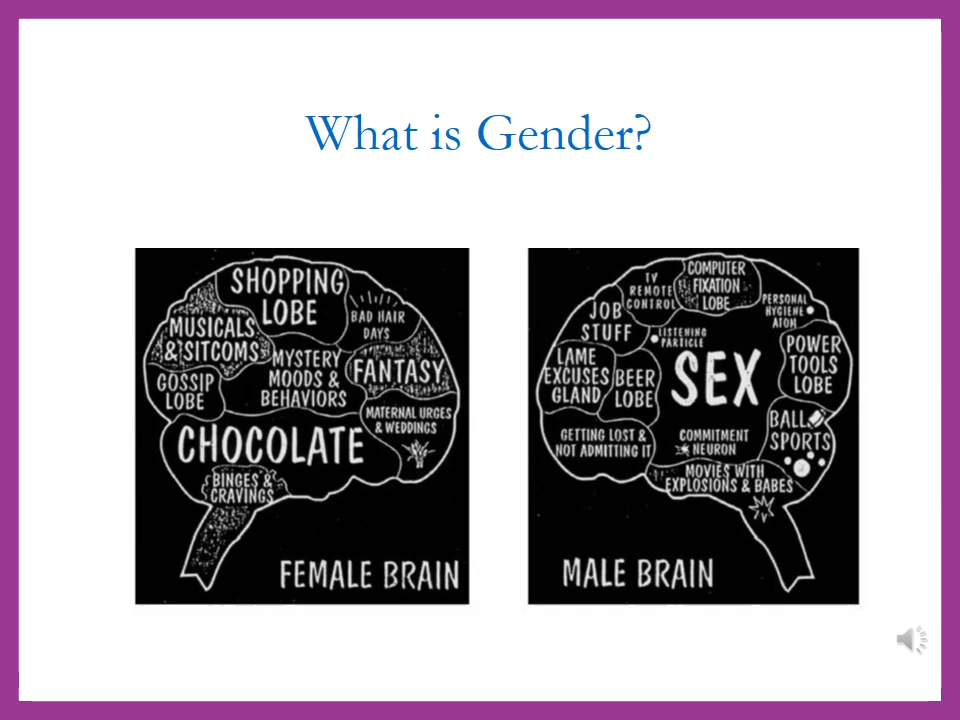 What is Gender?
SHOPPING
LOBE
BAD HAIR
DAYS
MUSICALS
& SITCOMS
MYSTERY
MOODS &
BEHAVIORS
FANTASY
GOSSIP
LOBE
MATERNAL URGES
& WEDDINGS
CHOCOLATE
BINGES &
CRAVINGS
FEMALE BRAIN
TV
REMOTE
CONTROL
COMPUTER
FIXATION
LOBE
PERSONAL
HYGIENE
ATOM
JOB
STUFF
LISTENING
PARTICLE
POWER
TOOLS
LOBE
LAME
EXCUSES
GLAND
BEER
LOBE
SEX
BALL
SPORTS
GETTING LOST &
NOT ADMITTING IT
COMMITMENT
NEURON
MOVIES WITH
EXPLOSIONS & BABES
MALE BRAIN